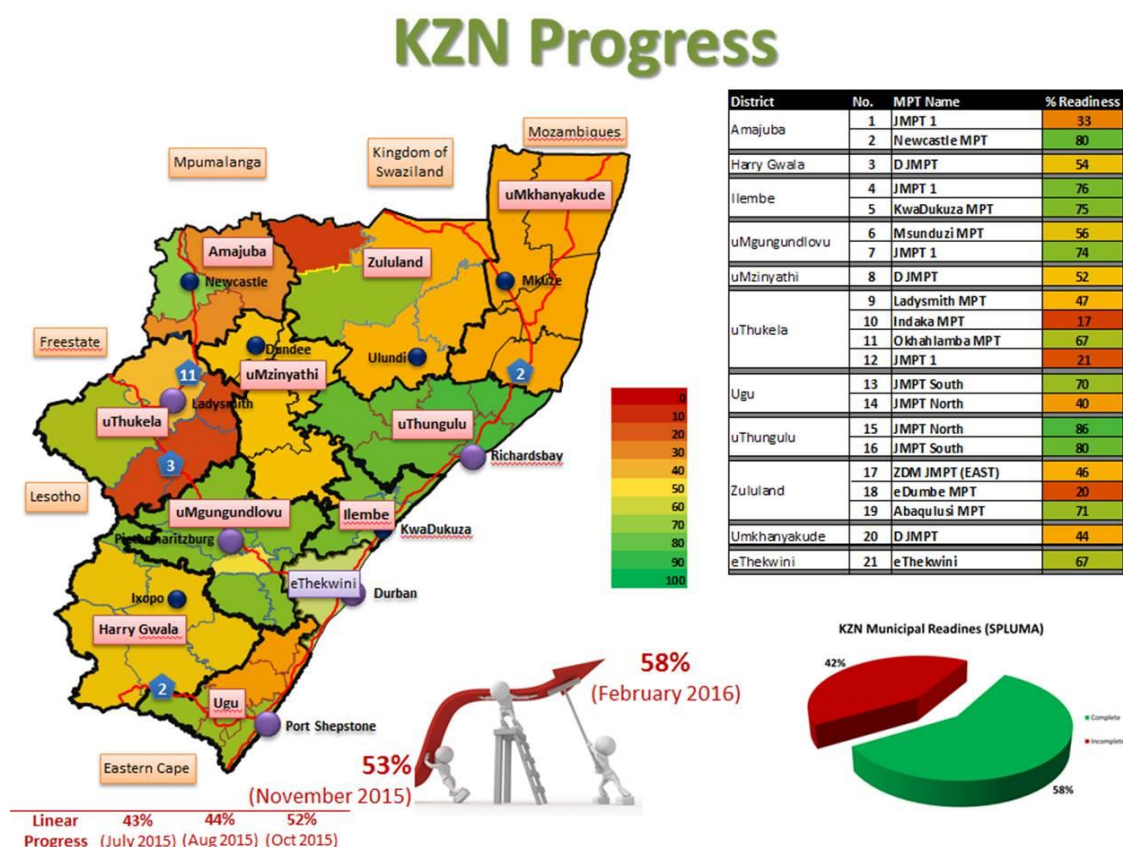 KZN Progress
Mozambiques
Kingdom of
Swaziland
Mpumalanga
uMkhanyakude
Amajuba
Zululand
Newcastle
Mkuze
Freestate
Dundee
Ulundi
uMzinyathi
11
2
Ladysmith
uThukela
uThungulu
3
Richardsbay
Lesotho
uMgungundlovu
Ilembe
KwaDukuza
Pietermaritzburg
eThekwini
Durban
Ixopo
Harry Gwala
2
Ugu
Port Shepstone
Eastern Cape
0
10
20
30
40
50
60
70
80
90
100
District No. MPT Name % Readiness
Amajuba
1 JMPT 1 33
2 Newcastle MPT 80
Harry Gwala 3 DJMPT 54
Ilembe
4 JMPT 1 76
5 KwaDukuza MPT 75
uMgungundlovu
6 Msunduzi MPT 56
7 JMPT 1 74
uMzinyathi 8 DJMPT 52
uThukela
9 Ladysmith MPT 47
10 Indaka MPT 17
11 Okhahlamba MPT 67
12 JMPT 1 21
Ugu
13 JMPT South 70
14 JMPT North 40
uThungulu
15 JMPT North 86
16 JMPT South 80
Zululand
17 ZDM JMPT (EAST) 46
18 eDumbe MPT 20
19 Abaqulusi MPT 71
Umkhanyakude 20 DJMPT 44
eThekwini 21 eThekwini 67
58%
(February 2016)
53%
(November 2015)
Linear 43% 44% 52%
Progress (July 2015) (Aug 2015) (Oct 2015)
KZN Municipal Readines (SPLUMA)
42%
Complete
Incomplete
58%